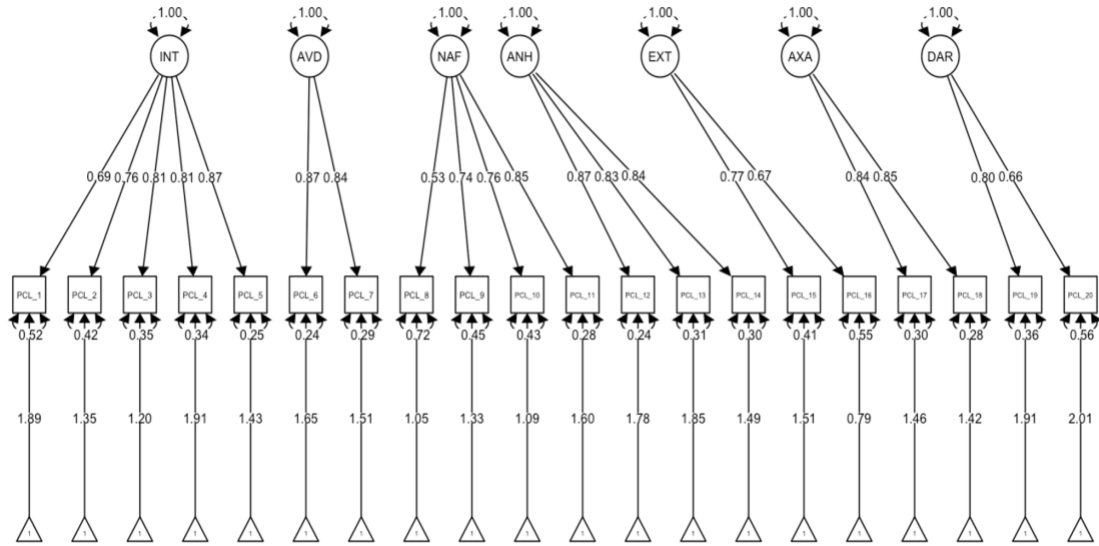 1.00 1.00 1.00 1.00 1.00 1.00 1.00
INT AVD NAF ANH EXT AXA DAR
0.69 0.76 0.81 0.81 0.87 0.87 0.84 0.53 0.74 0.76 0.85 0.87 0.83 0.84 0.77 0.67 0.84 0.85 0.80 0.66
PCL_1 PCL_2 PCL_3 PCL_4 PCL_5 PCL_6 PCL_7 PCL_8 PCL_9 PCL_10 PCL_11 PCL_12 PCL_13 PCL_14 PCL_15 PCL_16 PCL_17 PCL_18 PCL_19 PCL_20
0.52 0.42 0.35 0.34 0.25 0.24 0.29 0.72 0.45 0.43 0.28 0.24 0.31 0.30 0.41 0.55 0.30 0.28 0.36 0.56
1.89 1.35 1.20 1.91 1.43 1.65 1.51 1.05 1.33 1.09 1.60 1.78 1.85 1.49 1.51 0.79 1.46 1.42 1.91 2.01
1 1 1 1 1 1 1 1 1 1 1 1 1 1 1 1 1 1 1 1